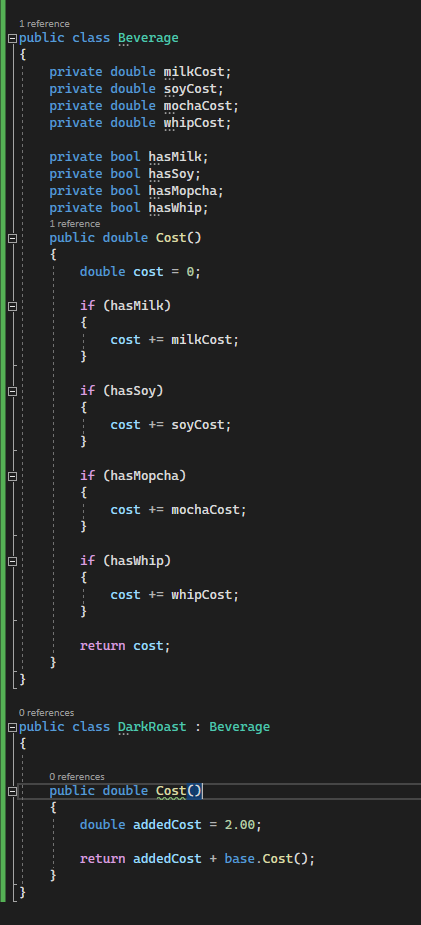 1 reference
public class Beverage
{
private double milkCost;
private double soyCost;
private double mochaCost;
private double whipCost;
private bool hasMilk;
private bool hasSoy;
private bool hasMopcha;
private bool hasWhip;
1 reference
public double Cost()
{
double cost = 0;
if (hasMilk)
{
cost += milkCost;
}
if (hasSoy)
{
cost += soyCost;
}
if (hasMopcha)
{
cost += mochaCost;
}
if (hasWhip)
{
cost += whipCost;
}
return cost;
}
}
0 references
public class DarkRoast : Beverage
{
0 references
public double Cost()
{
double addedCost = 2.00;
return addedCost + base.Cost();
}
}